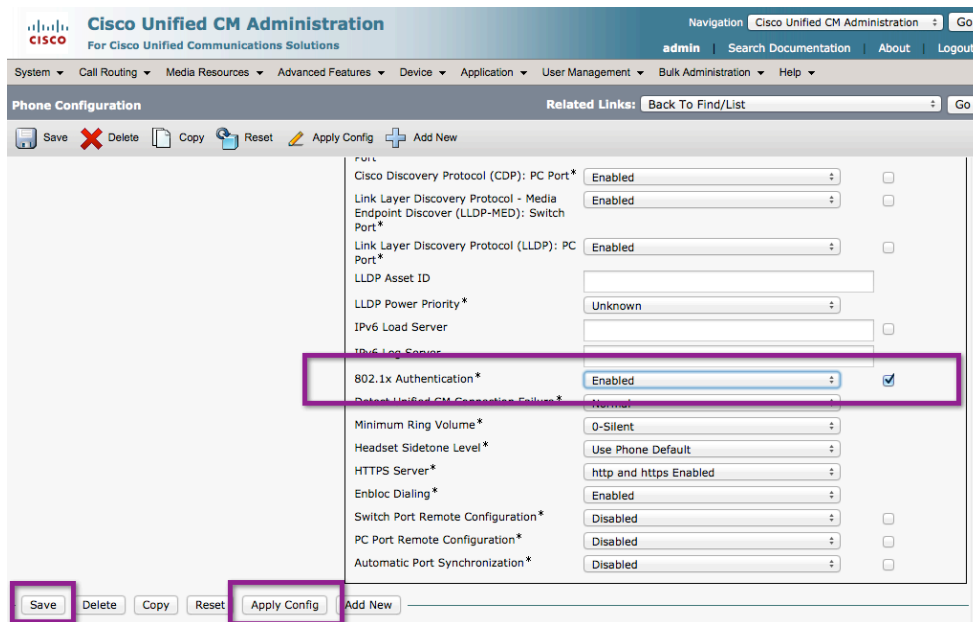 Cisco Unified CM Administration
For Cisco Unified Communications Solutions
CISCO
Navigation Cisco Unified CM Administration Go
admin | Search Documentation | About | Logout
System Call Routing Media Resources Advanced Features Device Application User Management Bulk Administration Help
Phone Configuration
Related Links: Back To Find/List Go
Save Delete Copy Reset Apply Config Add New
Port
Cisco Discovery Protocol (CDP): PC Port* Enabled
Link Layer Discovery Protocol - Media
Endpoint Discover (LLDP-MED): Switch
Port*
Enabled
Link Layer Discovery Protocol (LLDP): PC
Port*
Enabled
LLDP Asset ID
LLDP Power Priority* Unknown
IPv6 Load Server
IPv6 Log Server
802.1x Authentication* Enabled
Detect Unified CM Connection Failure* Normal
Minimum Ring Volume* 0-Silent
Headset Sidetone Level* Use Phone Default
HTTPS Server* http and https Enabled
Enbloc Dialing* Enabled
Switch Port Remote Configuration* Disabled
PC Port Remote Configuration* Disabled
Automatic Port Synchronization* Disabled
Save Delete Copy Reset Apply Config Add New